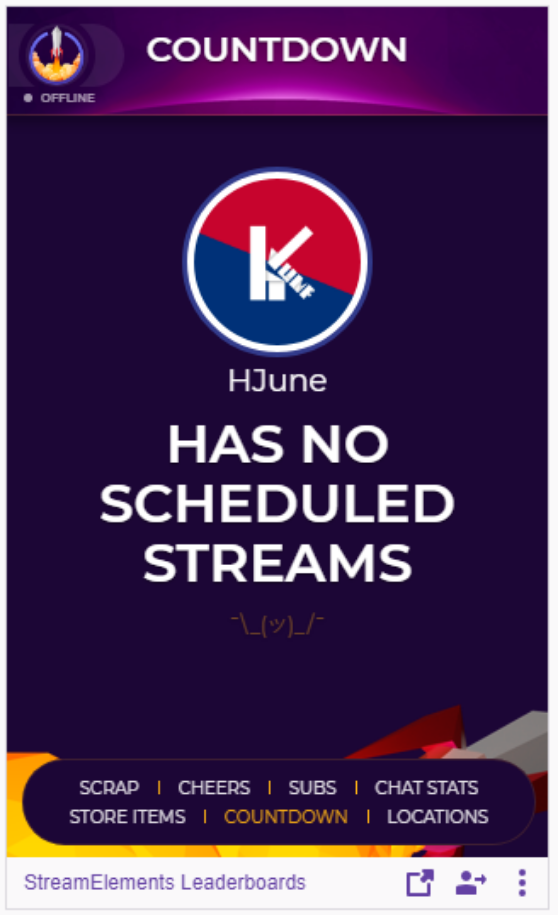 COUNTDOWN
OFFLINE
K
JUNE
HJune
HAS NO
SCHEDULED
STREAMS
¯\_(ツ)_/¯
SCRAP | CHEERS | SUBS | CHAT STATS
STORE ITEMS | COUNTDOWN | LOCATIONS
StreamElements Leaderboards